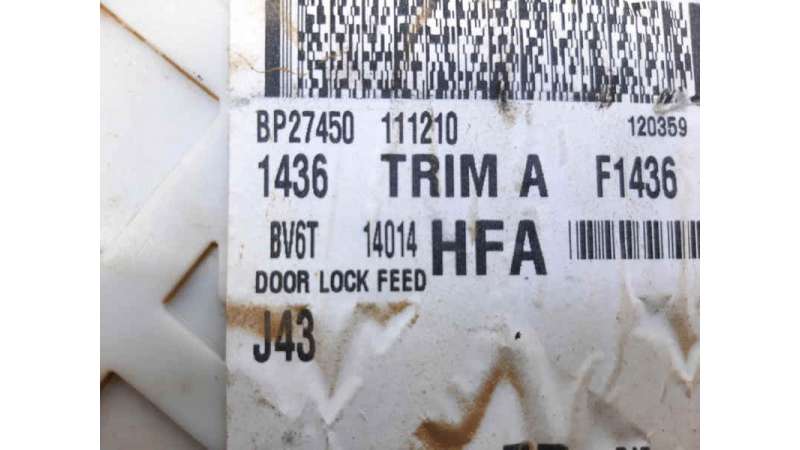 BP27450 111210 120359
1436 TRIM A F1436
BV6T 14014 HFA
DOOR LOCK FEED
J43